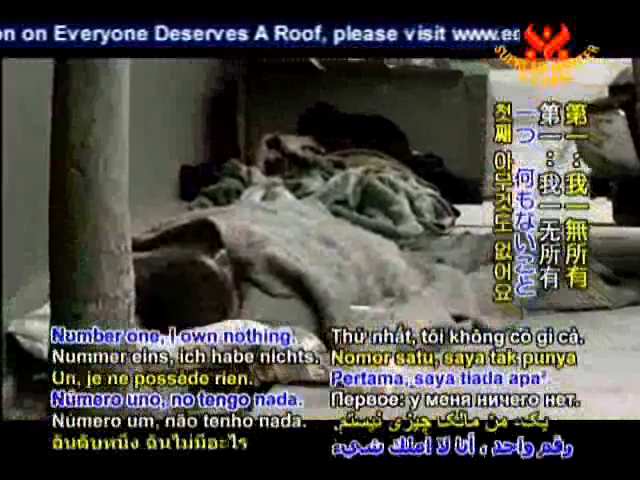 on on Everyone Deserves A Roof, please visit www.e
第一：我一無所有
第一：我一无所有
一つ 何もないこと
첫째 아무것도 없어요
Number one, I own nothing.
Nummer eins, ich habe nichts.
Un, je ne possède rien.
Número uno, no tengo nada.
Número um, não tenho nada.
อันดับหนึ่ง ฉันไม่มีอะไร
Thứ nhất, tôi không có gì cả.
Nomor satu, saya tak punya
Pertama, saya tiada apa'
Первое: у меня ничего нет.
یک، من مالک چیزی نیستم.
رقم واحد ، أنا لا أملك شيء